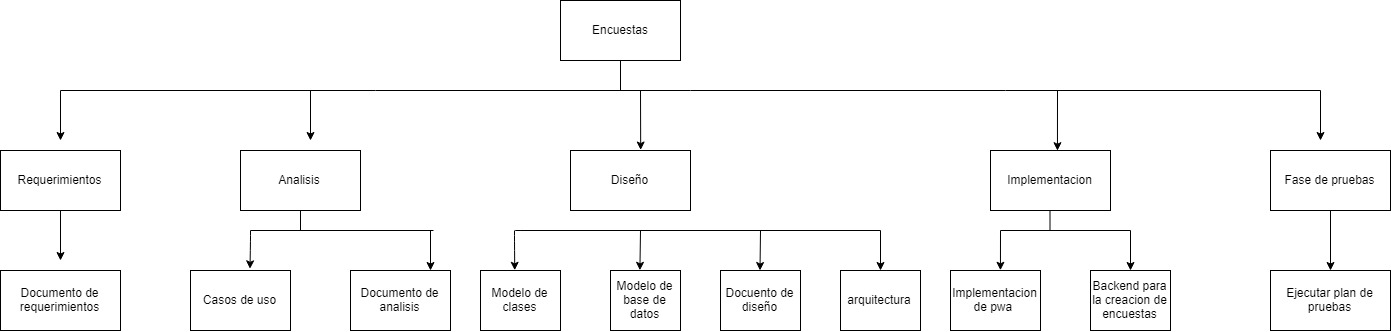 Encuestas
Requerimientos
Analisis
Diseño
Implementacion
Fase de pruebas
Documento de
requerimientos
Casos de uso
Documento de
analisis
Modelo de
clases
Modelo de
base de
datos
Docuento de
diseño
arquitectura
Implementacion
de pwa
Backend para
la creacion de
encuestas
Ejecutar plan de
pruebas